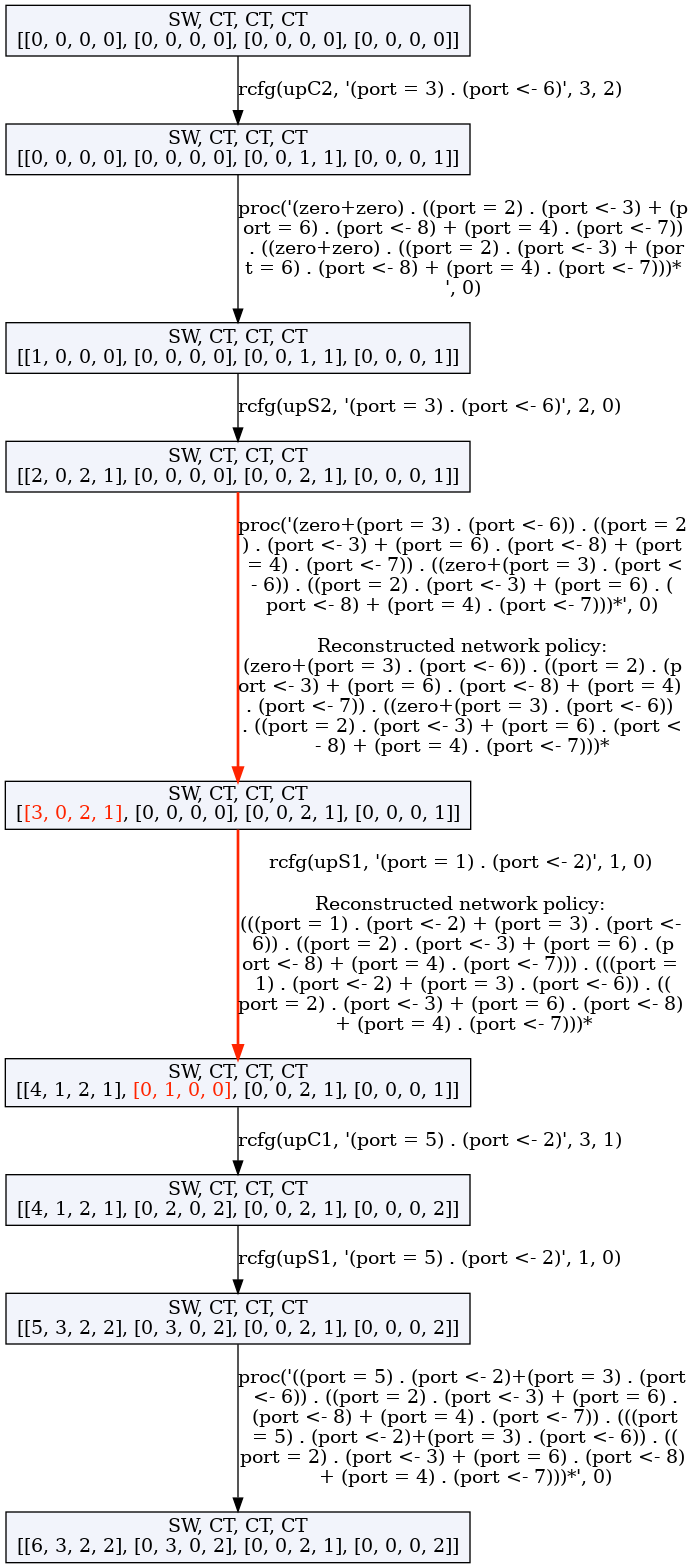 SW, CT, CT, CT
[[0, 0, 0, 0], [0, 0, 0, 0], [0, 0, 0, 0], [0, 0, 0, 0]]
rcfg(upC2, '(port = 3) . (port <- 6)', 3, 2)
SW, CT, CT, CT
[[0, 0, 0, 0], [0, 0, 0, 0], [0, 0, 1, 1], [0, 0, 0, 1]]
proc('(zero+zero) . ((port = 2) . (port <- 3) + (p
ort = 6) . (port <- 8) + (port = 4) . (port <- 7))
. ((zero+zero) . ((port = 2) . (port <- 3) + (por
t = 6) . (port <- 8) + (port = 4) . (port <- 7)))*
', 0)
SW, CT, CT, CT
[[1, 0, 0, 0], [0, 0, 0, 0], [0, 0, 1, 1], [0, 0, 0, 1]]
rcfg(upS2, '(port = 3) . (port <- 6)', 2, 0)
SW, CT, CT, CT
[[2, 0, 2, 1], [0, 0, 0, 0], [0, 0, 2, 1], [0, 0, 0, 1]]
proc('(zero+(port = 3) . (port <- 6)) . ((port = 2
) . (port <- 3) + (port = 6) . (port <- 8) + (port
= 4) . (port <- 7)) . ((zero+(port = 3) . (port <
- 6)) . ((port = 2) . (port <- 3) + (port = 6) . (
port <- 8) + (port = 4) . (port <- 7)))*', 0)
Reconstructed network policy:
(zero+(port = 3) . (port <- 6)) . ((port = 2) . (p
ort <- 3) + (port = 6) . (port <- 8) + (port = 4)
. (port <- 7)) . ((zero+(port = 3) . (port <- 6))
. ((port = 2) . (port <- 3) + (port = 6) . (port <
- 8) + (port = 4) . (port <- 7)))*
SW, CT, CT, CT
[[3, 0, 2, 1], [0, 0, 0, 0], [0, 0, 2, 1], [0, 0, 0, 1]]
rcfg(upS1, '(port = 1) . (port <- 2)', 1, 0)
Reconstructed network policy:
(((port = 1) . (port <- 2) + (port = 3) . (port <-
6)) . ((port = 2) . (port <- 3) + (port = 6) . (p
ort <- 8) + (port = 4) . (port <- 7))) . (((port =
1) . (port <- 2) + (port = 3) . (port <- 6)) . ((
port = 2) . (port <- 3) + (port = 6) . (port <- 8)
+ (port = 4) . (port <- 7)))*
SW, CT, CT, CT
[[4, 1, 2, 1], [0, 1, 0, 0], [0, 0, 2, 1], [0, 0, 0, 1]]
rcfg(upC1, '(port = 5) . (port <- 2)', 3, 1)
SW, CT, CT, CT
[[4, 1, 2, 1], [0, 2, 0, 2], [0, 0, 2, 1], [0, 0, 0, 2]]
rcfg(upS1, '(port = 5) . (port <- 2)', 1, 0)
SW, CT, CT, CT
[[5, 3, 2, 2], [0, 3, 0, 2], [0, 0, 2, 1], [0, 0, 0, 2]]
proc('((port = 5) . (port <- 2)+(port = 3) . (port
<- 6)) . ((port = 2) . (port <- 3) + (port = 6) .
(port <- 8) + (port = 4) . (port <- 7)) . (((port
= 5) . (port <- 2)+(port = 3) . (port <- 6)) . ((
port = 2) . (port <- 3) + (port = 6) . (port <- 8)
+ (port = 4) . (port <- 7)))*', 0)
SW, CT, CT, CT
[[6, 3, 2, 2], [0, 3, 0, 2], [0, 0, 2, 1], [0, 0, 0, 2]]